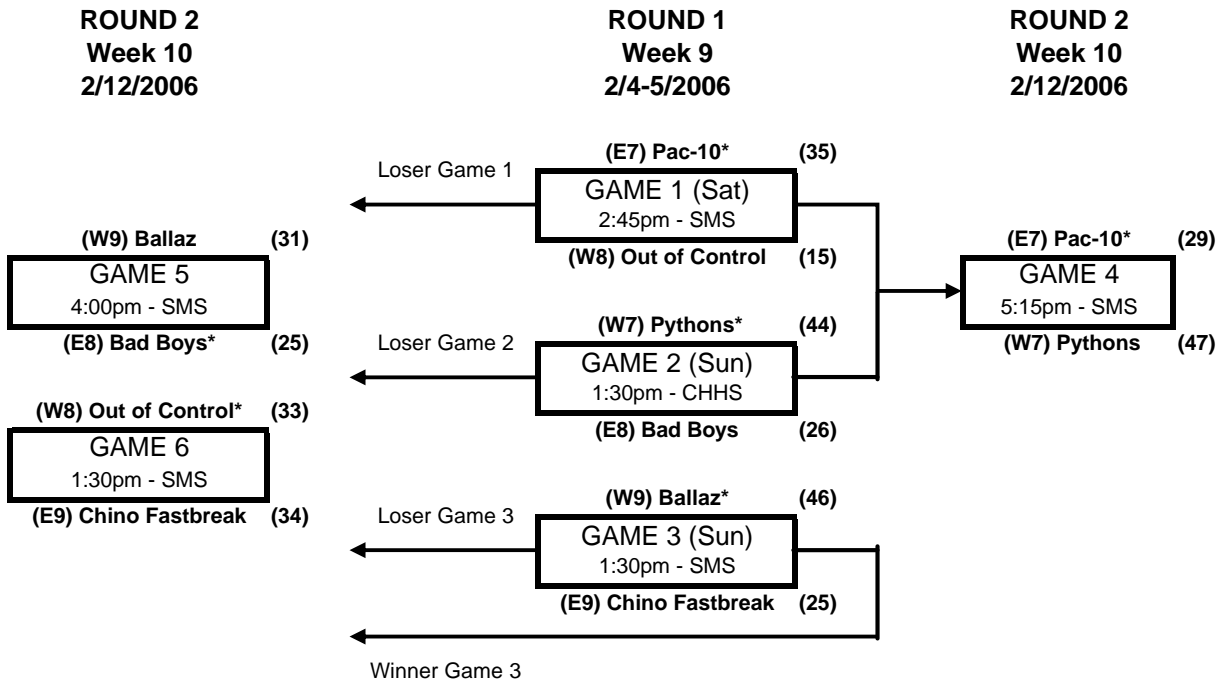 ROUND 2
Week 10
2/12/2006
ROUND 1
Week 9
2/4-5/2006
ROUND 2
Week 10
2/12/2006
(W9) Ballaz (31)
GAME 5
4:00pm - SMS
(E8) Bad Boys* (25)
(W8) Out of Control* (33)
GAME 6
1:30pm - SMS
(E9) Chino Fastbreak (34)
Loser Game 1
Loser Game 2
Loser Game 3
Winner Game 3
(E7) Pac-10* (35)
GAME 1 (Sat)
2:45pm - SMS
(W8) Out of Control (15)
(W7) Pythons* (44)
GAME 2 (Sun)
1:30pm - CHHS
(E8) Bad Boys (26)
(W9) Ballaz* (46)
GAME 3 (Sun)
1:30pm - SMS
(E9) Chino Fastbreak (25)
(E7) Pac-10* (29)
GAME 4
5:15pm - SMS
(W7) Pythons (47)